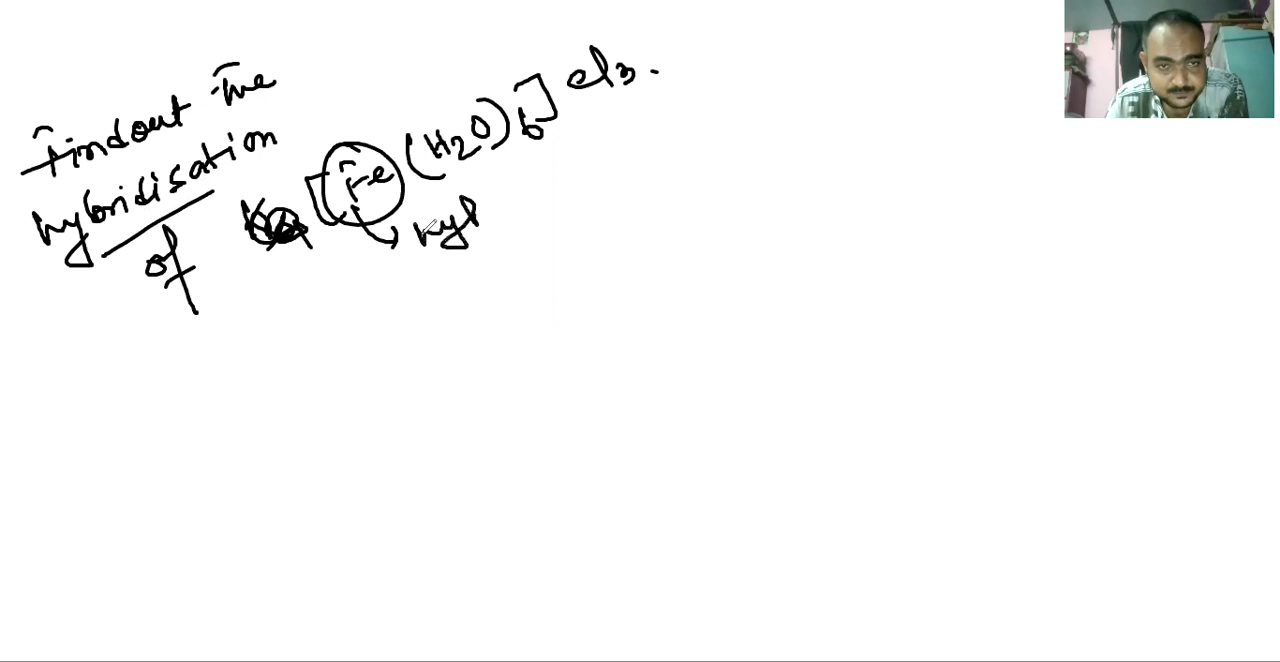 Findout the
hybridisation
of [Fe(H2O)6]Cl3.
hyb